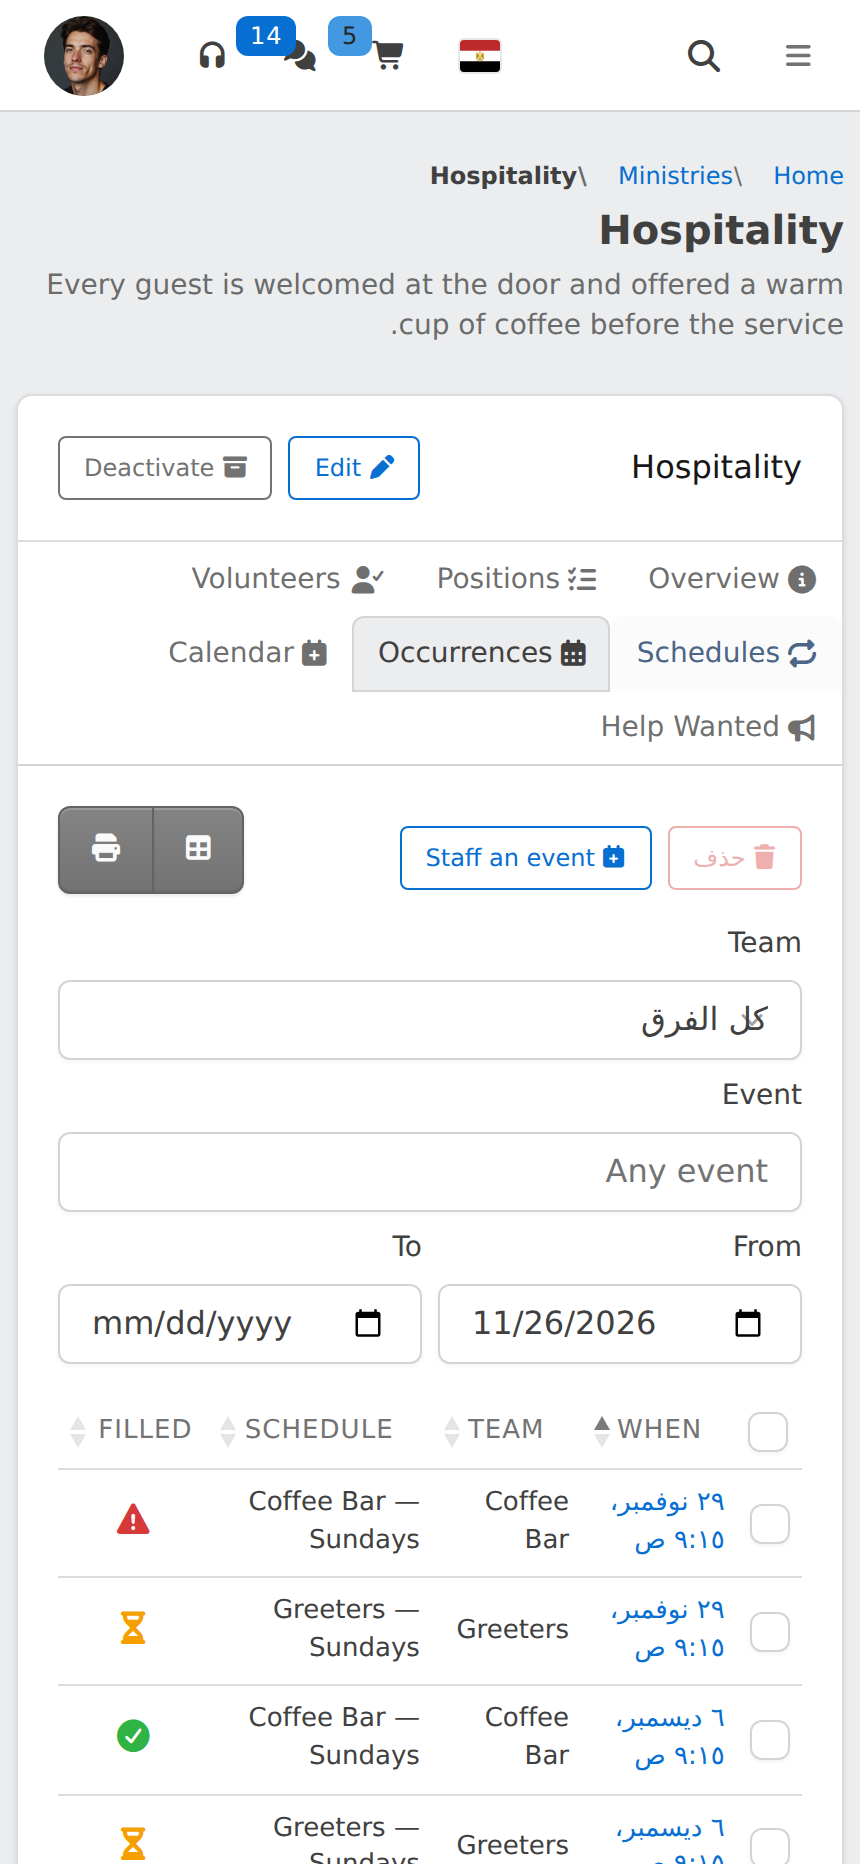 14
5
Home \ Ministries \ Hospitality
Hospitality
Every guest is welcomed at the door and offered a warm
cup of coffee before the service.
Hospitality
Edit
Deactivate
Overview
Positions
Volunteers
Schedules
Occurrences
Calendar
Help Wanted
حذف
Staff an event
Team
كل الفرق
Event
Any event
From
To
11/26/2026
mm/dd/yyyy
WHEN
TEAM
SCHEDULE
FILLED
٢٩ نوفمبر،
٩:١٥ ص
Coffee
Bar
Coffee Bar —
Sundays
٢٩ نوفمبر،
٩:١٥ ص
Greeters
Greeters —
Sundays
٦ ديسمبر،
٩:١٥ ص
Coffee
Bar
Coffee Bar —
Sundays
٦ ديسمبر،
٩:١٥ ص
Greeters
Greeters —
Sundays